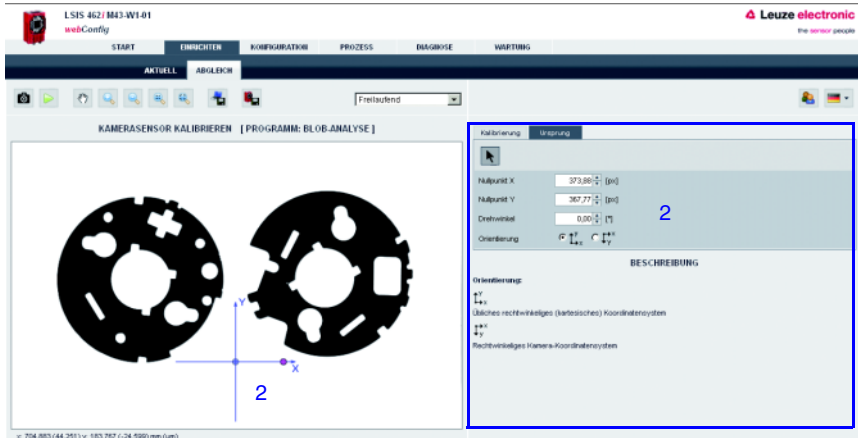 LSIS 462i M43-W1-01
webConfig
Leuze electronic
the sensor people
START EINRICHTEN KONFIGURATION PROZESS DIAGNOSE WARTUNG
AKTUELL ABGLEICH
Freilaufend
KAMERASENSOR KALIBRIEREN [ PROGRAMM: BLOB-ANALYSE ]
Y
X
2
Kalibrierung Ursprung
Nullpunkt X 373,88 [px]
Nullpunkt Y 367,77 [px]
Drehwinkel 0,00 [°]
Orientierung Y X X Y
2
BESCHREIBUNG
Orientierung:
Y
X
Übliches rechtwinkeliges (kartesisches) Koordinatensystem
X
Y
Rechtwinkeliges Kamera-Koordinatensystem